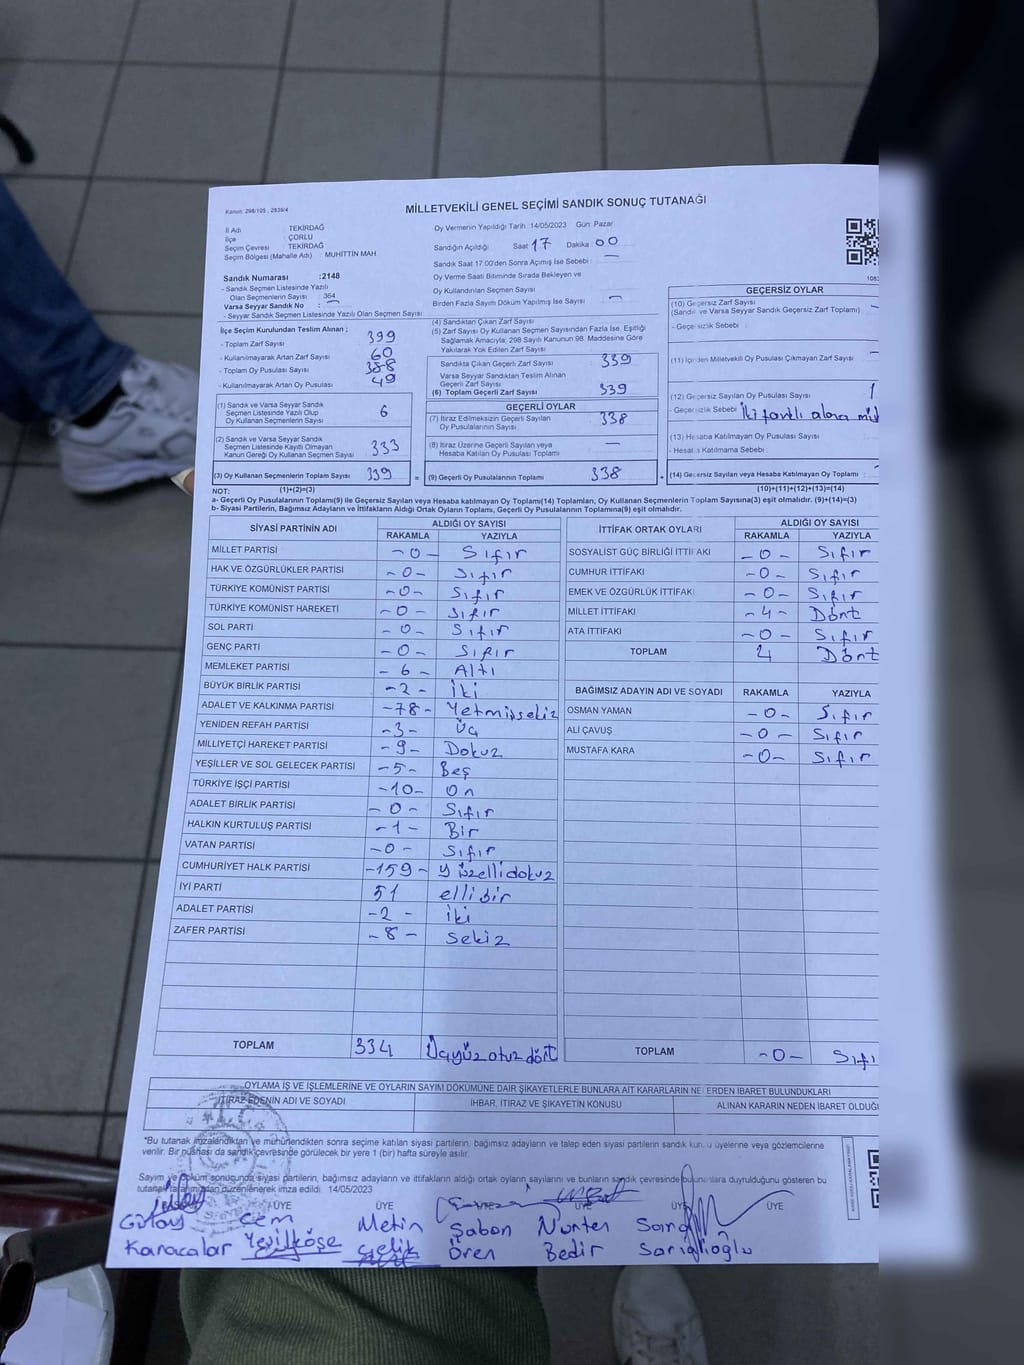 Kanun: 298/105 , 2839/4
MİLLETVEKİLİ GENEL SEÇİMİ SANDIK SONUÇ TUTANAĞI
İl Adı TEKİRDAĞ
İlçe ÇORLU
Seçim Çevresi TEKİRDAĞ
Seçim Bölgesi (Mahalle Adı) MUHITTIN MAH
Oy Vermenin Yapıldığı Tarih 14/05/2023 Gün Pazar
Sandığın Açıldığı Saat 17 Dakika 00
Sandık Saat 17:00'den Sonra Açımış İse Sebebi :
Oy Verme Saati Bitiminde Sırada Bekleyen ve
Oy Kullandırılan Seçmen Sayısı
Birden Fazla Sayım Döküm Yapılmış İse Sayısı
Sandık Numarası : 2148
- Sandık Seçmen Listesinde Yazılı
Olan Seçmenlerin Sayısı : 364
Varsa Seyyar Sandık No
- Seyyar Sandık Seçmen Listesinde Yazılı Olan Seçmen Sayısı
İlçe Seçim Kurulundan Teslim Alınan ;
- Toplam Zarf Sayısı 399
- Kullanılmayarak Artan Zarf Sayısı 60
- Toplam Oy Pusulası Sayısı 388
- Kullanılmayarak Artan Oy Pusulası 49
(1) Sandık ve Varsa Seyyar Sandık
Seçmen Listesinde Yazılı Olup
Oy Kullanan Seçmenlerin Sayısı 6
(2) Sandık ve Varsa Seyyar Sandık
Seçmen Listesinde Kayıtlı Olmayan
Kanun Gereği Oy Kullanan Seçmen Sayısı 333
(3) Oy Kullanan Seçmenlerin Toplam Sayısı 339
(1)+(2)=(3)
(4) Sandıktan Çıkan Zarf Sayısı
(5) Zarf Sayısı Oy Kullanan Seçmen Sayısından Fazla İse, Eşitliği
Sağlamak Amacıyla; 298 Sayılı Kanunun 98. Maddesine Göre
Yakılarak Yok Edilen Zarf Sayısı
Sandıkta Çıkan Geçerli Zarf Sayısı 339
Varsa Seyyar Sandıktan Teslim Alınan
Geçerli Zarf Sayısı
(6) Toplam Geçerli Zarf Sayısı 339
GEÇERLİ OYLAR
(7) İtiraz Edilmeksizin Geçerli Sayılan
Oy Pusulasının Sayısı 338
(8) İtiraz Üzerine Geçerli Sayılan veya
Hesaba Katılan Oy Pusulası Toplamı
= (9) Geçerli Oy Pusulalarının Toplamı 338
GEÇERSİZ OYLAR
(10) Geçersiz Zarf Sayısı
(Sandık ve Varsa Seyyar Sandık Geçersiz Zarf Toplamı)
- Geçersizlik Sebebi
(11) İçinden Milletvekili Oy Pusulası Çıkmayan Zarf Sayısı
(12) Geçersiz Sayılan Oy Pusulası Sayısı 1
- Geçersizlik Sebebi İki farklı alana
(13) Hesaba Katılmayan Oy Pusulası Sayısı
- Hesaba Katılmama Sebebi
+ (14) Geçersiz Sayılan veya Hesaba Katılmayan Oy Toplamı
(10)+(11)+(12)+(13)=(14)
NOT:
a- Geçerli Oy Pusulalarının Toplamı(9) ile Geçersiz Sayılan veya Hesaba katılmayan Oy Toplamı(14) Toplamları, Oy Kullanan Seçmenlerin Toplam Sayısına(3) eşit olmalıdır. (9)+(14)=(3)
b- Siyasi Partilerin, Bağımsız Adayların ve İttifakların Aldığı Ortak Oyların Toplamı, Geçerli Oy Pusulalarının Toplamına(9) eşit olmalıdır.
SİYASİ PARTİNİN ADI ALDIĞI OY SAYISI
RAKAMLA YAZIYLA
MİLLET PARTİSİ -0- Sıfır
HAK VE ÖZGÜRLÜKLER PARTİSİ -0- Sıfır
TÜRKİYE KOMÜNİST PARTİSİ -0- Sıfır
TÜRKİYE KOMÜNİST HAREKETİ -0- Sıfır
SOL PARTİ -0- Sıfır
GENÇ PARTİ -0- Sıfır
MEMLEKET PARTİSİ -6- Altı
BÜYÜK BİRLİK PARTİSİ -2- İki
ADALET VE KALKINMA PARTİSİ -78- Yetmişsekiz
YENİDEN REFAH PARTİSİ -3- Üç
MİLLİYETÇİ HAREKET PARTİSİ -9- Dokuz
YEŞİLLER VE SOL GELECEK PARTİSİ -5- Beş
TÜRKİYE İŞÇİ PARTİSİ -10- On
ADALET BİRLİK PARTİSİ -0- Sıfır
HALKIN KURTULUŞ PARTİSİ -1- Bir
VATAN PARTİSİ -0- Sıfır
CUMHURİYET HALK PARTİSİ -159- Yüzellidokuz
İYİ PARTİ 51 ellibir
ADALET PARTİSİ -2- İki
ZAFER PARTİSİ -8- Sekiz
TOPLAM 334 Üçyüzotuzdört
İTTİFAK ORTAK OYLARI ALDIĞI OY SAYISI
RAKAMLA YAZIYLA
SOSYALİST GÜÇ BİRLİĞİ İTTİFAKI -0- Sıfır
CUMHUR İTTİFAKI -0- Sıfır
EMEK VE ÖZGÜRLÜK İTTİFAKI -0- Sıfır
MİLLET İTTİFAKI -4- Dört
ATA İTTİFAKI -0- Sıfır
TOPLAM 4 Dört
BAĞIMSIZ ADAYIN ADI VE SOYADI RAKAMLA YAZIYLA
OSMAN YAMAN -0- Sıfır
ALİ ÇAVUŞ -0- Sıfır
MUSTAFA KARA -0- Sıfır
TOPLAM -0- Sıfı
OYLAMA İŞ VE İŞLEMLERİNE VE OYLARIN SAYIM DÖKÜMÜNE DAİR ŞİKAYETLERLE BUNLARA AİT KARARLARIN NELERDEN İBARET BULUNDUKLARI
İTİRAZ EDENİN ADI VE SOYADI İHBAR, İTİRAZ VE ŞİKAYETİN KONUSU ALINAN KARARIN NEDEN İBARET OLDUĞU
*Bu tutanak imzalandıktan ve mühürlendikten sonra seçime katılan siyasi partilerin, bağımsız adayların ve talep eden siyasi partilerin sandık kurulu üyelerine veya gözlemcilerine
verilir. Bir nüshası da sandık çevresinde görülecek bir yere 1 (bir) hafta süreyle asılır.
Sayım ve döküm sonucunda siyasi partilerin, bağımsız adayların ve ittifakların aldığı ortak oyların sayılarını ve bunların sandık çevresinde bulunanlara duyrulduğunu gösteren bu
tutanak tarafımızdan düzenlenerek imza edildi. 14/05/2023
ÜYE ÜYE ÜYE ÜYE ÜYE
Gülay Cem Metin Şaban Nurten
Karacalar Yeşilköşe Çelik Ören Bedir Sarıalioğlu